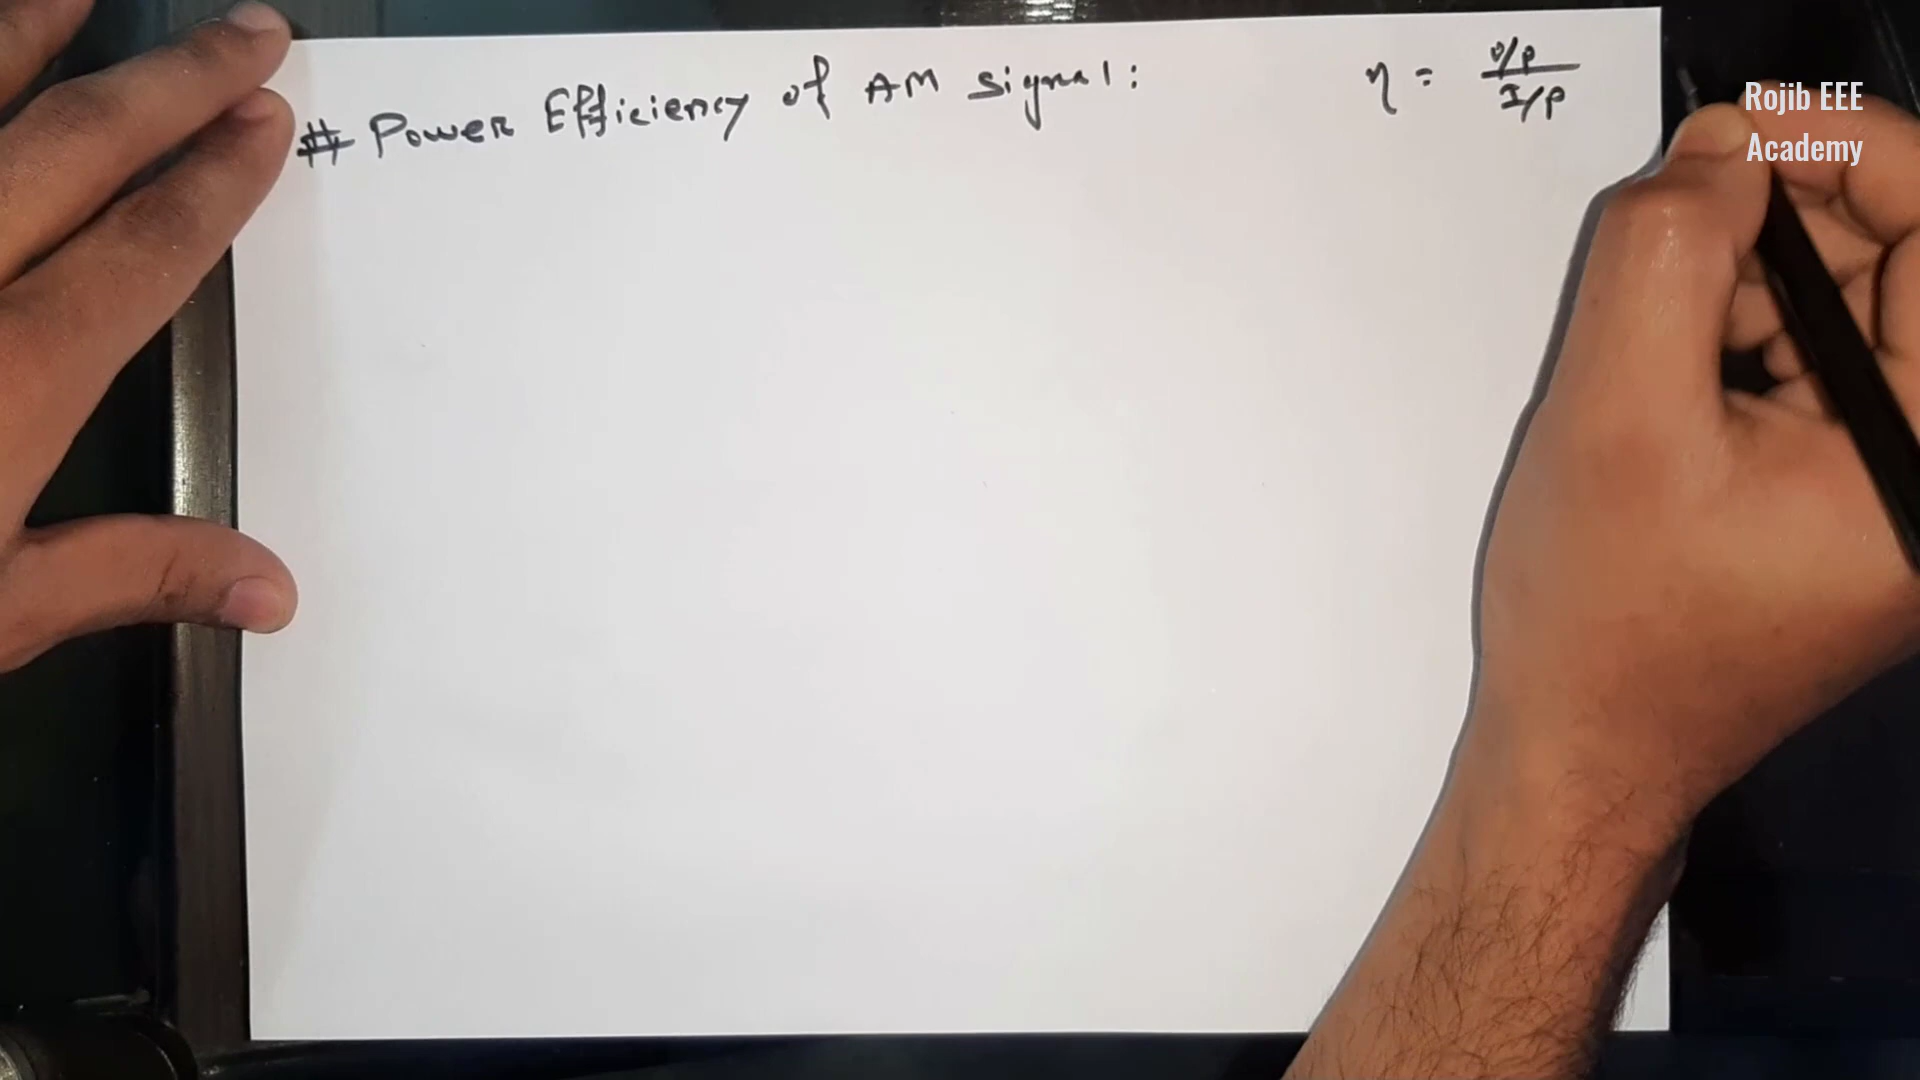 # Power Efficiency of AM signal:
η = O/P / I/P
Rojib EEE
Academy